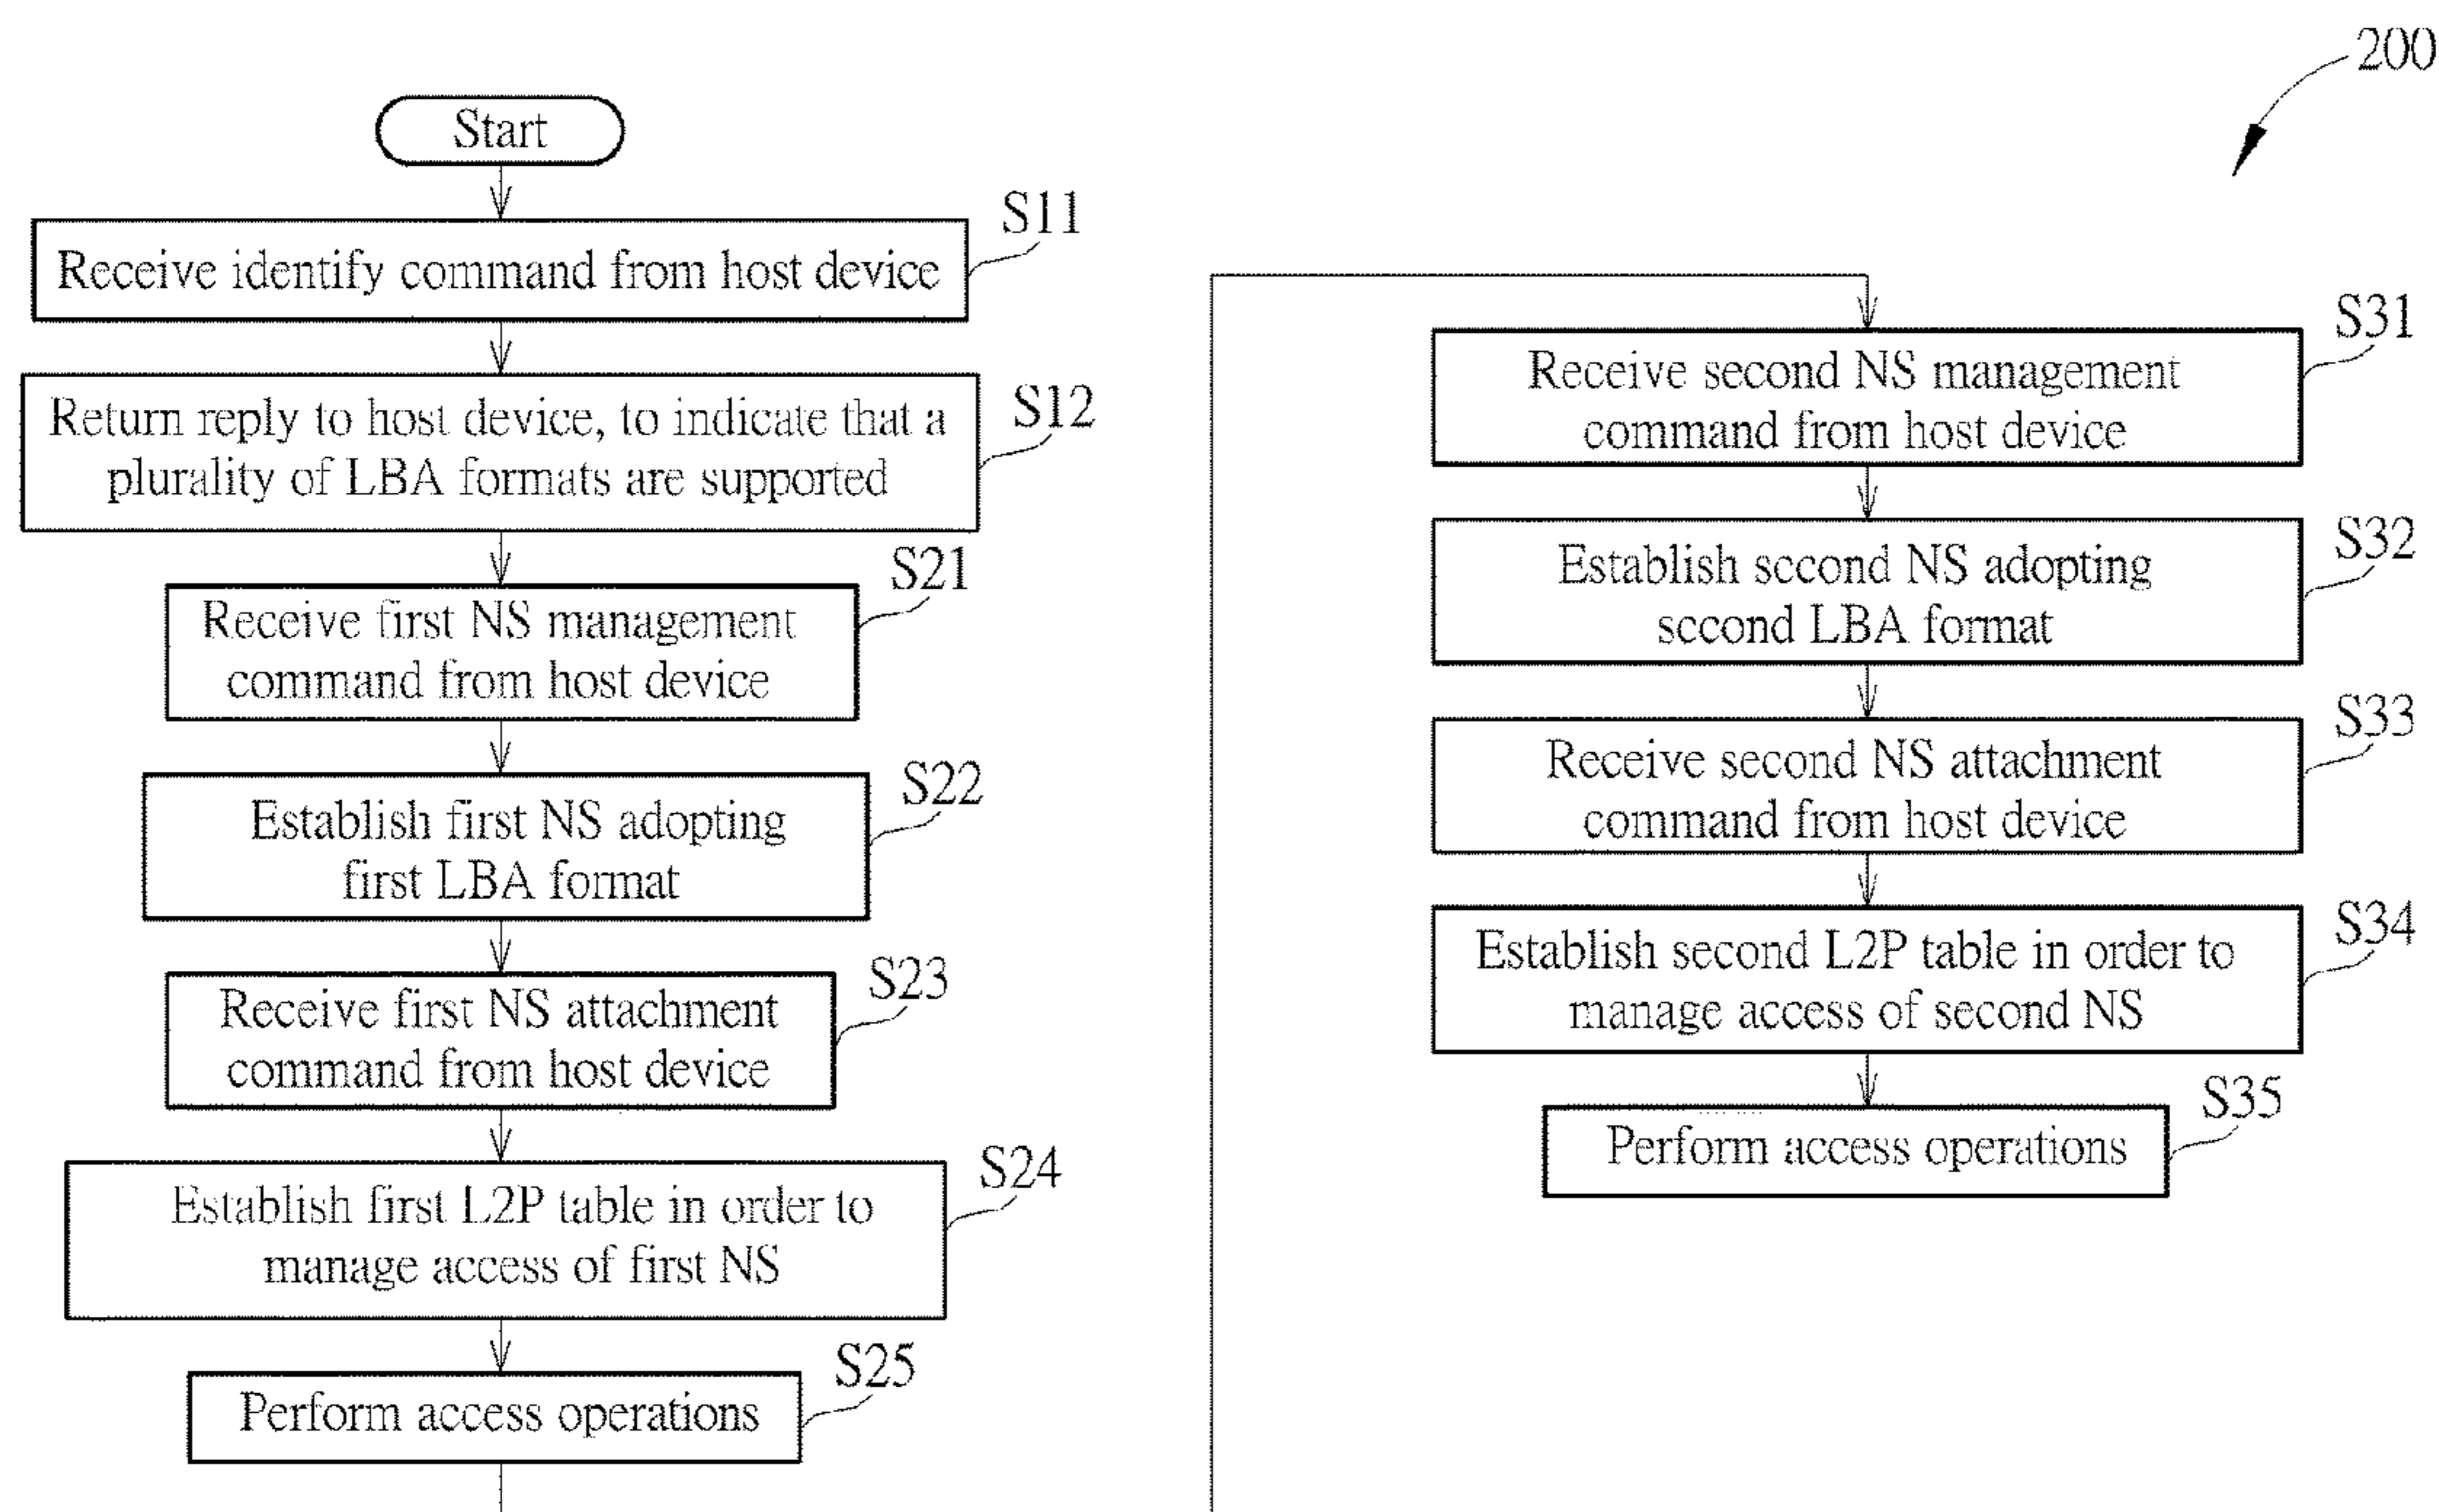 200
Start
S11
Receive identify command from host device
S12
Return reply to host device, to indicate that a
plurality of LBA formats are supported
S21
Receive first NS management
command from host device
S22
Establish first NS adopting
first LBA format
S23
Receive first NS attachment
command from host device
S24
Establish first L2P table in order to
manage access of first NS
S25
Perform access operations
S31
Receive second NS management
command from host device
S32
Establish second NS adopting
second LBA format
S33
Receive second NS attachment
command from host device
S34
Establish second L2P table in order to
manage access of second NS
S35
Perform access operations